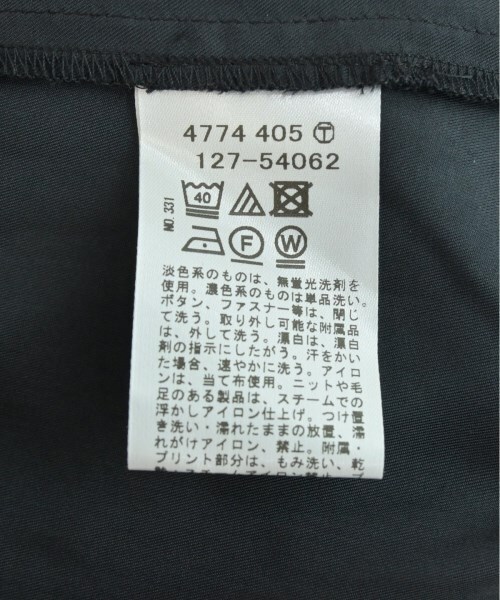 4774 405 Ⓣ
127-54062
NO.331
40
F
W
淡色系のものは、無蛍光洗剤を
使用。濃色系のものは単品洗い。
ボタン、ファスナー等は、閉じ
て洗う。取り外し可能な付属品
は、外して洗う。漂白は、漂白
剤の指示にしたがう。汗をかい
た場合、速やかに洗う。アイロ
ンは、当て布使用。ニットや毛
足のある製品は、スチームでの
浮かしアイロン仕上げ。つけ置
き洗い・濡れたままの放置、濡
れがけアイロン、禁止。附属・
プリント部分は、もみ洗い、乾